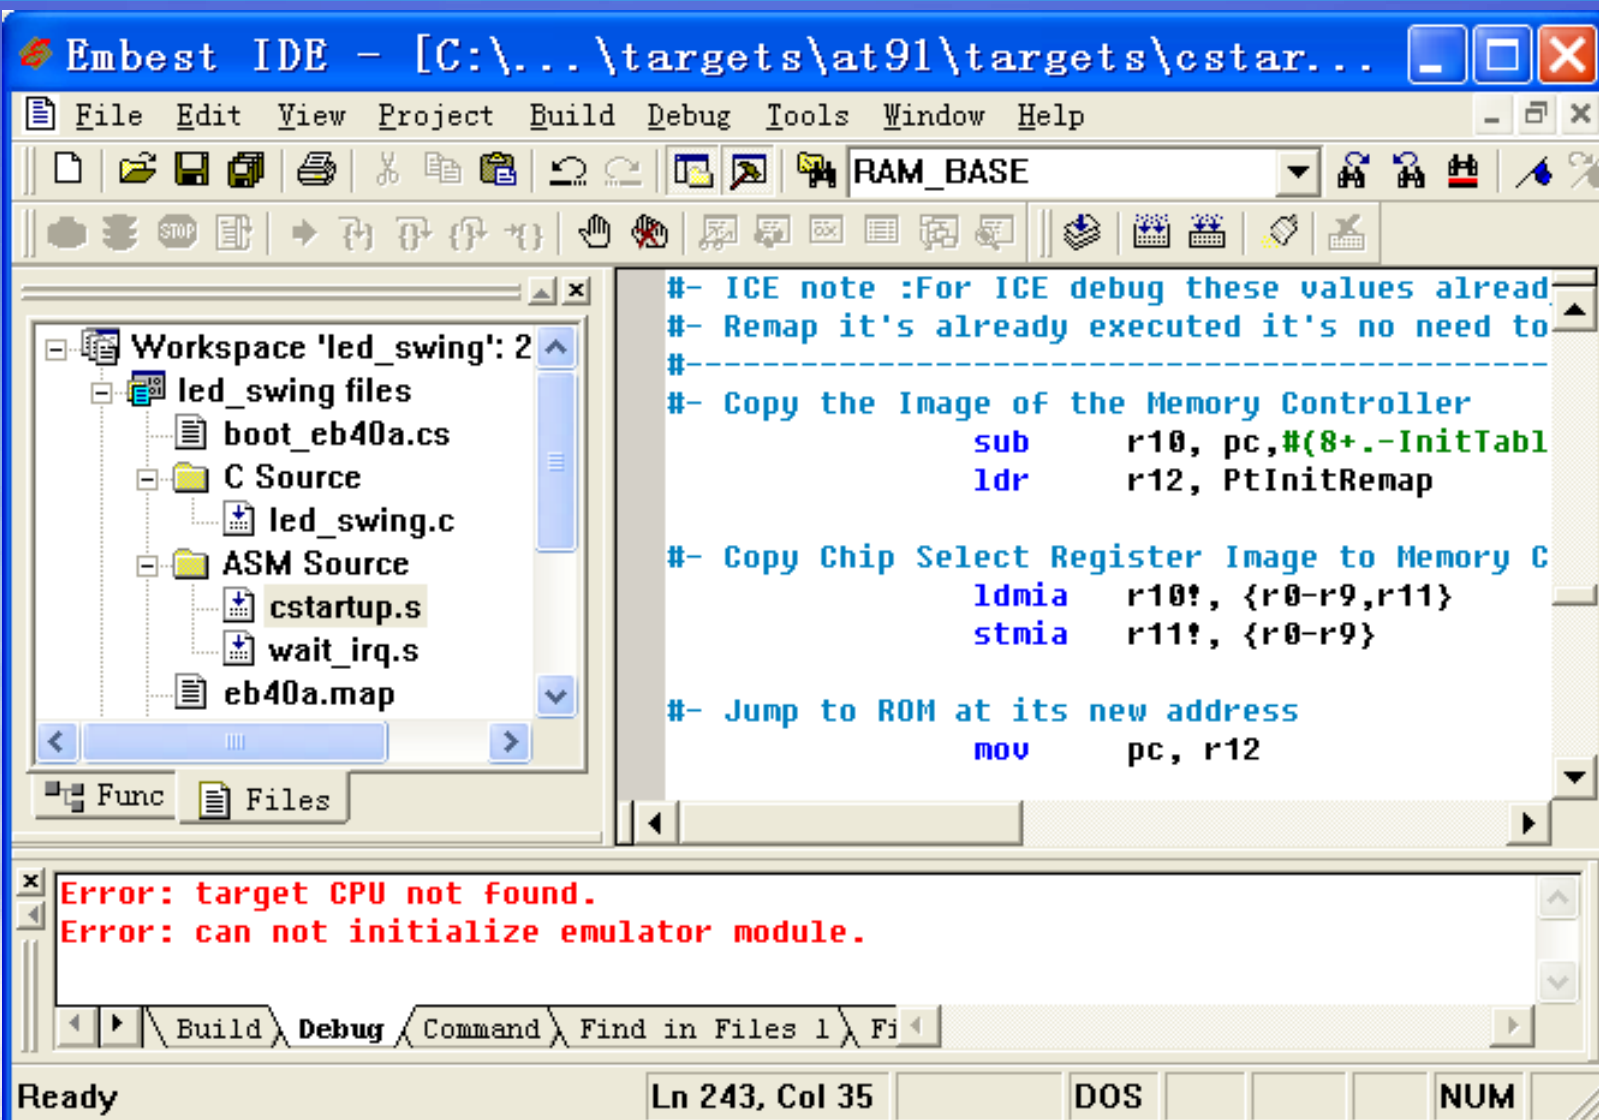 Embest IDE - [C:\...\targets\at91\targets\cstar...
File Edit View Project Build Debug Tools Window Help
RAM_BASE
STOP
Workspace 'led_swing': 2
led_swing files
boot_eb40a.cs
C Source
led_swing.c
ASM Source
cstartup.s
wait_irq.s
eb40a.map
Func Files
#- ICE note :For ICE debug these values alread
#- Remap it's already executed it's no need to
#---------------------------------------------
#- Copy the Image of the Memory Controller
sub r10, pc,#(8+.-InitTabl
ldr r12, PtInitRemap
#- Copy Chip Select Register Image to Memory C
ldmia r10!, {r0-r9,r11}
stmia r11!, {r0-r9}
#- Jump to ROM at its new address
mov pc, r12
Error: target CPU not found.
Error: can not initialize emulator module.
Build Debug Command Find in Files 1 Fi
Ready Ln 243, Col 35 DOS NUM